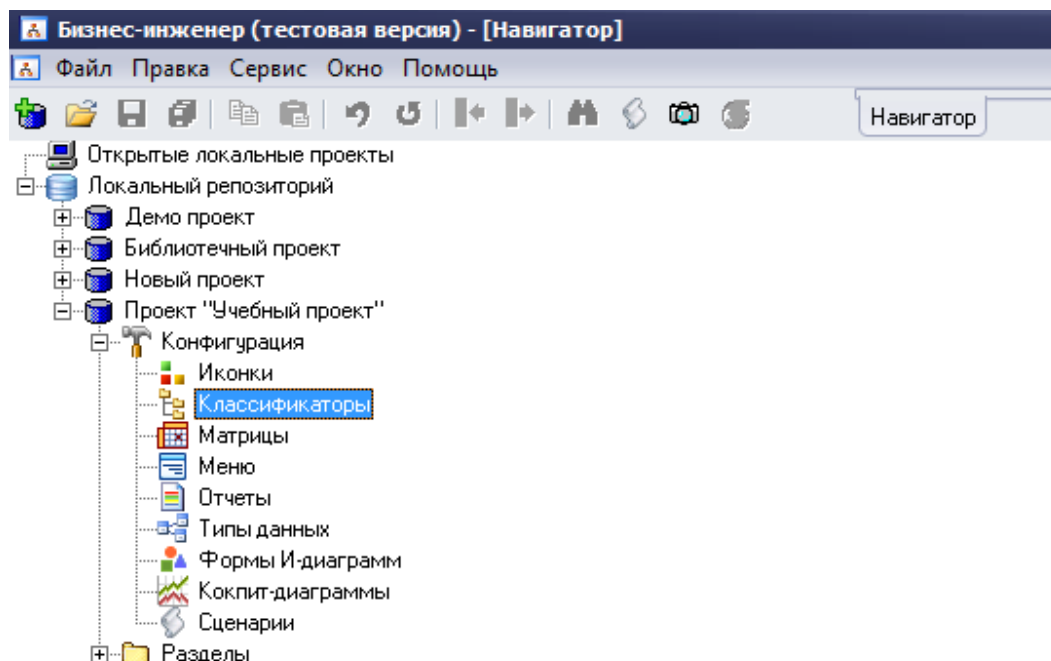 Бизнес-инженер (тестовая версия) - [Навигатор]
Файл Правка Сервис Окно Помощь
Навигатор
Открытые локальные проекты
Локальный репозиторий
Демо проект
Библиотечный проект
Новый проект
Проект "Учебный проект"
Конфигурация
Иконки
Классификаторы
Матрицы
Меню
Отчеты
Типы данных
Формы И-диаграмм
Кокпит-диаграммы
Сценарии
Разделы